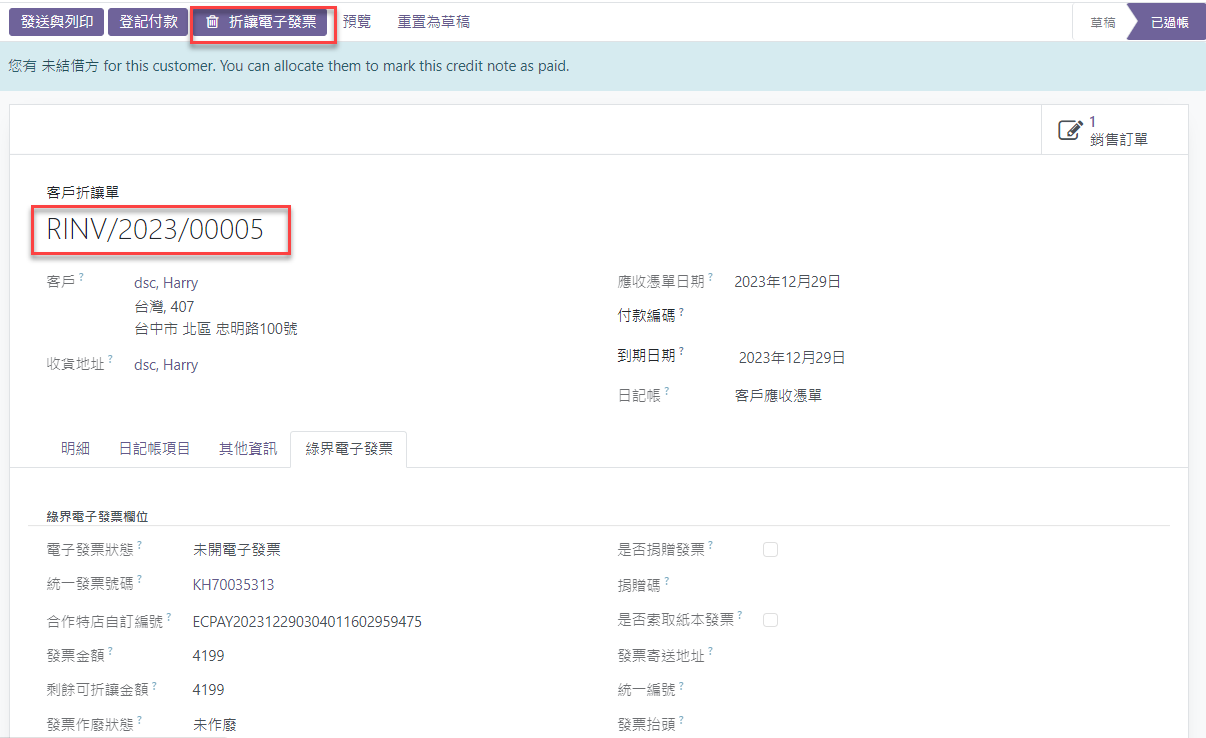 發送與列印 登記付款 折讓電子發票 預覽 重置為草稿 草稿 已過帳
您有 未結借方 for this customer. You can allocate them to mark this credit note as paid.
1
銷售訂單
客戶折讓單
RINV/2023/00005
客戶? dsc, Harry 應收憑單日期? 2023年12月29日
台灣, 407
台中市 北區 忠明路100號
付款編碼?
收貨地址? dsc, Harry
到期日期? 2023年12月29日
日記帳? 客戶應收憑單
明細 日記帳項目 其他資訊 綠界電子發票
綠界電子發票欄位
電子發票狀態? 未開電子發票 是否捐贈發票?
統一發票號碼? KH70035313 捐贈碼?
合作特店自訂編號? ECPAY202312290304011602959475 是否索取紙本發票?
發票金額? 4199 發票寄送地址?
剩餘可折讓金額? 4199 統一編號?
發票作廢狀態? 未作廢 發票抬頭?